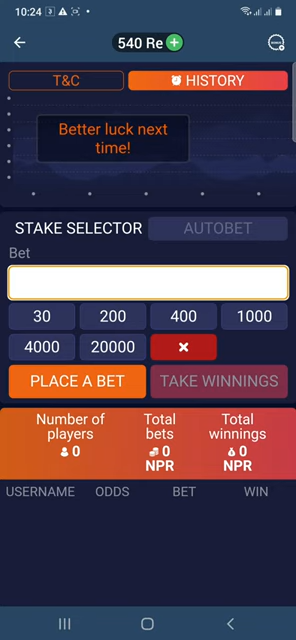 10:24
540 Re
T&C
HISTORY
Better luck next
time!
STAKE SELECTOR
AUTOBET
Bet
30
200
400
1000
4000
20000
PLACE A BET
TAKE WINNINGS
Number of
players
0
Total
bets
0
NPR
Total
winnings
0
NPR
USERNAME
ODDS
BET
WIN